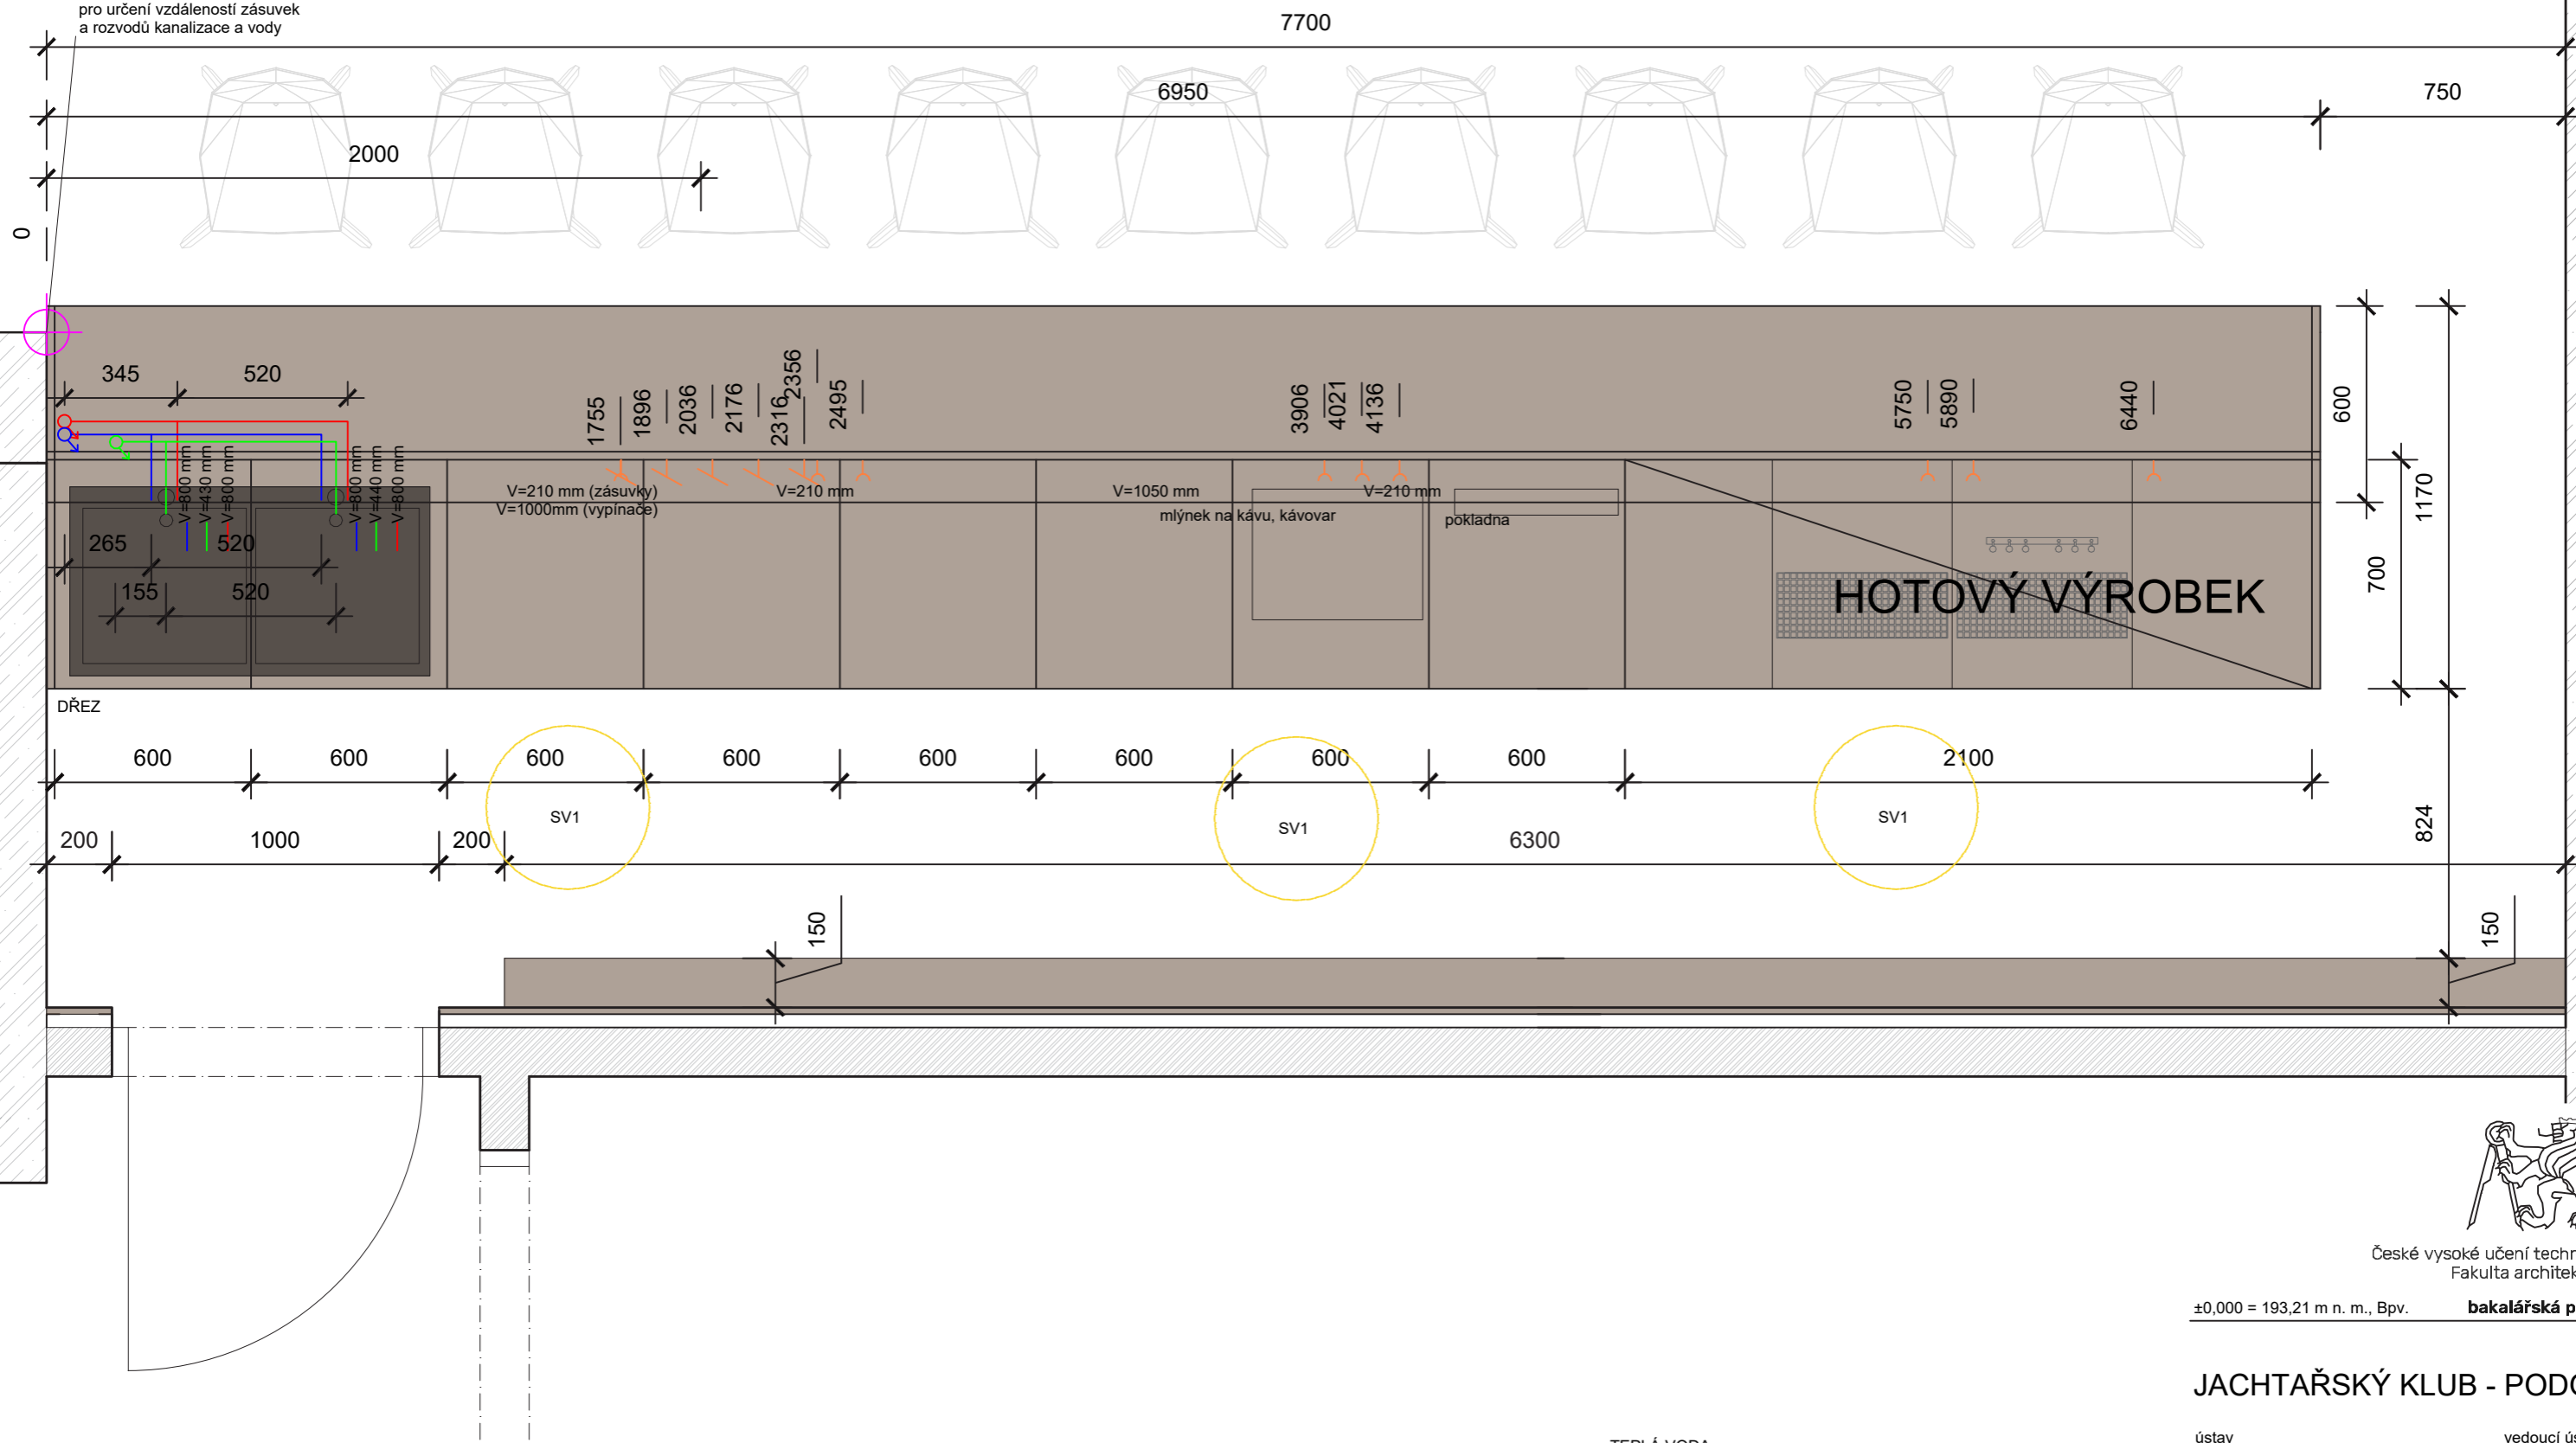 pro určení vzdáleností zásuvek
a rozvodů kanalizace a vody
7700
6950
750
2000
0
345
520
1755
1896
2036
2176
2316
2356
2495
3906
4021
4136
5750
5890
6440
600
1170
700
V=800 mm
V=430 mm
V=800 mm
V=800 mm
V=440 mm
V=800 mm
V=210 mm (zásuvky)
V=1000mm (vypínače)
V=210 mm
V=1050 mm
mlýnek na kávu, kávovar
V=210 mm
pokladna
265
520
155
520
HOTOVÝ VÝROBEK
DŘEZ
600
600
600
600
600
600
600
600
2100
SV1
SV1
SV1
200
1000
200
6300
824
150
150
České vysoké učení techn
Fakulta architek
±0,000 = 193,21 m n. m., Bpv.
bakalářská p
JACHTAŘSKÝ KLUB - PODO
ústav
vedoucí ús
TEPLÁ VODA